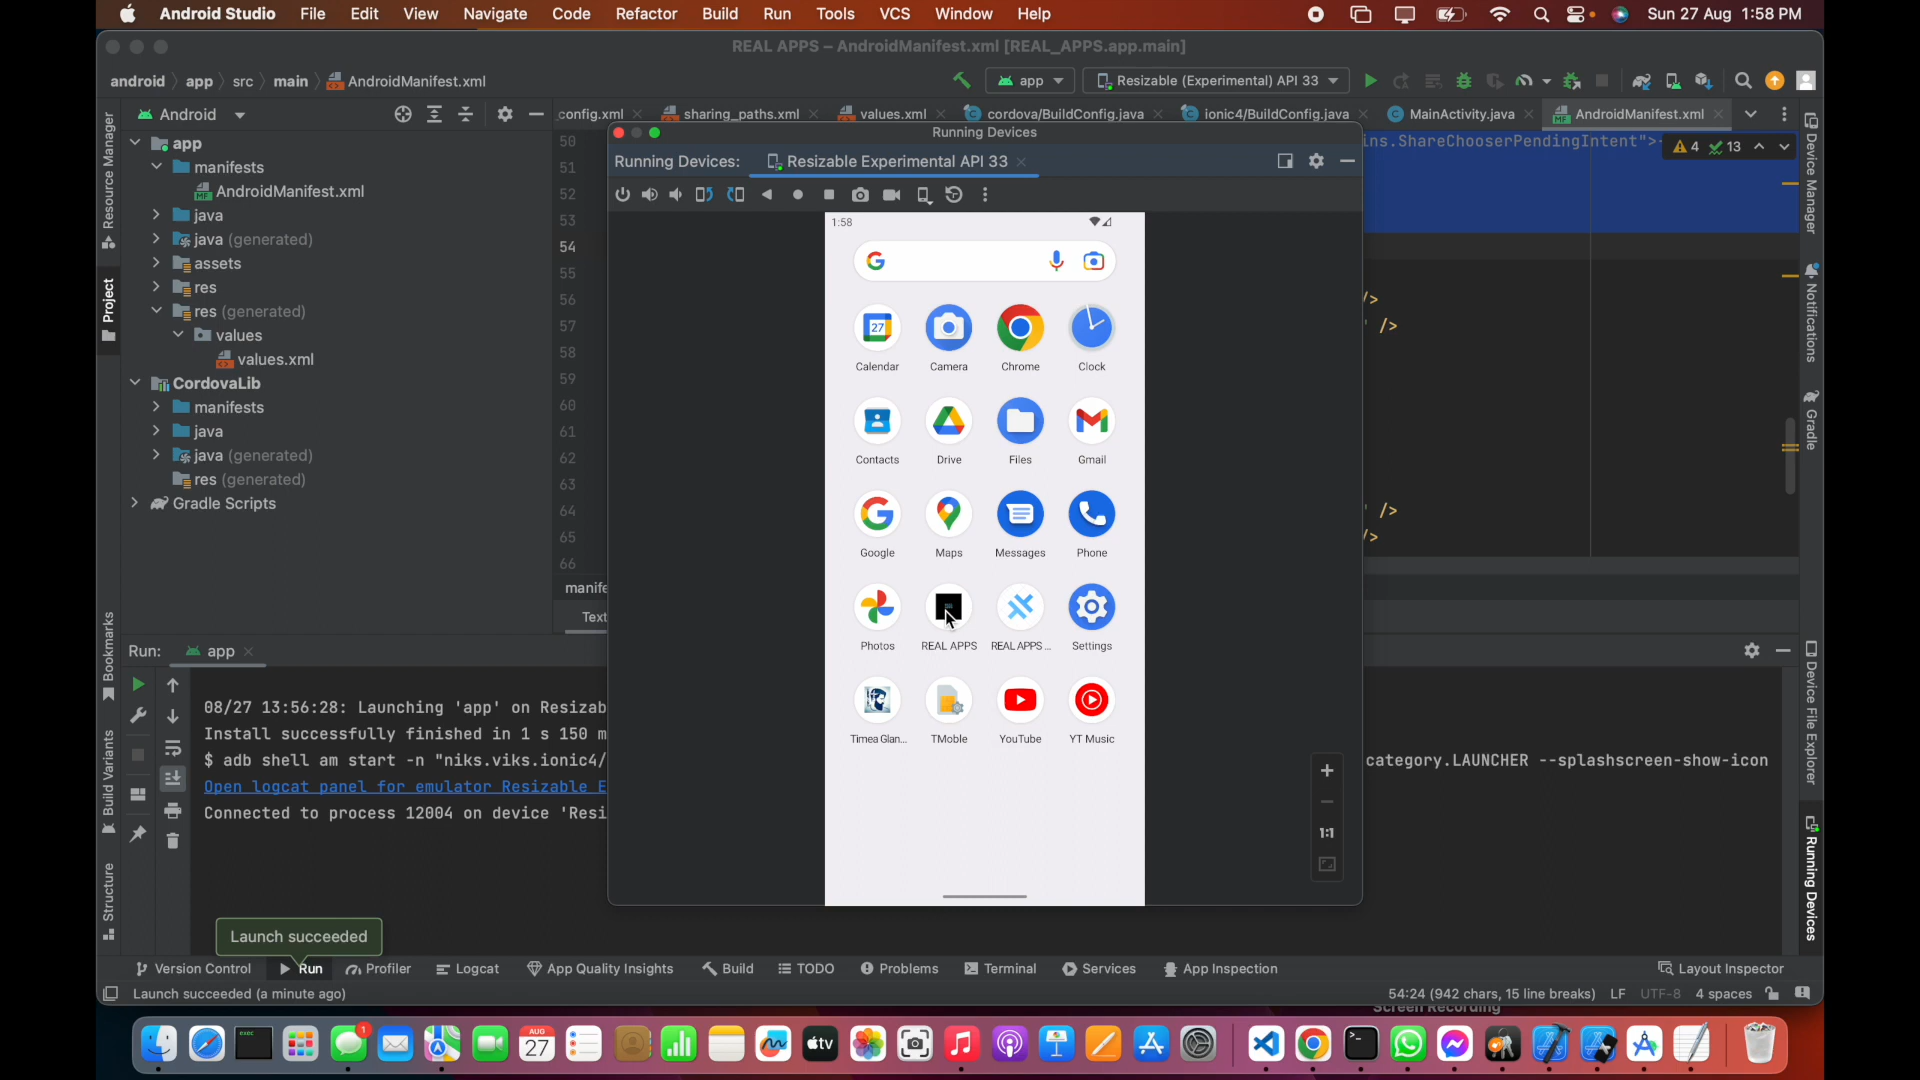 Android Studio File Edit View Navigate Code Refactor Build Run Tools VCS Window Help Sun 27 Aug 1:58 PM
REAL APPS – AndroidManifest.xml [REAL_APPS.app.main]
android app src main AndroidManifest.xml app Resizable (Experimental) API 33
Android config.xml sharing_paths.xml values.xml cordova/BuildConfig.java ionic4/BuildConfig.java MainActivity.java AndroidManifest.xml
Running Devices
Running Devices: Resizable Experimental API 33
ins.ShareChooserPendingIntent"> 4 13
app
manifests
AndroidManifest.xml
java
java (generated)
assets
res
res (generated)
values
values.xml
CordovaLib
manifests
java
java (generated)
res (generated)
Gradle Scripts
50
51
52
53
54
55
56
57
58
59
60
61
62
63
64
65
66
/>
' />
' />
/>
manife
Text
1:58
27
Calendar Camera Chrome Clock
Contacts Drive Files Gmail
Google Maps Messages Phone
Photos REAL APPS REAL APPS ... Settings
Timea Glan... TMoble YouTube YT Music
1:1
Resource Manager
Project
Bookmarks
Build Variants
Structure
Device Manager
Notifications
Gradle
Device File Explorer
Running Devices
Run: app
08/27 13:56:28: Launching 'app' on Resizab
Install successfully finished in 1 s 150 m
$ adb shell am start -n "niks.viks.ionic4/ category.LAUNCHER --splashscreen-show-icon
Open logcat panel for emulator Resizable E
Connected to process 12004 on device 'Resi
Launch succeeded
Version Control Run Profiler Logcat App Quality Insights Build TODO Problems Terminal Services App Inspection Layout Inspector
Launch succeeded (a minute ago) 54:24 (942 chars, 15 line breaks) LF UTF-8 4 spaces
Screen Recording
exec
1
AUG
27
tv